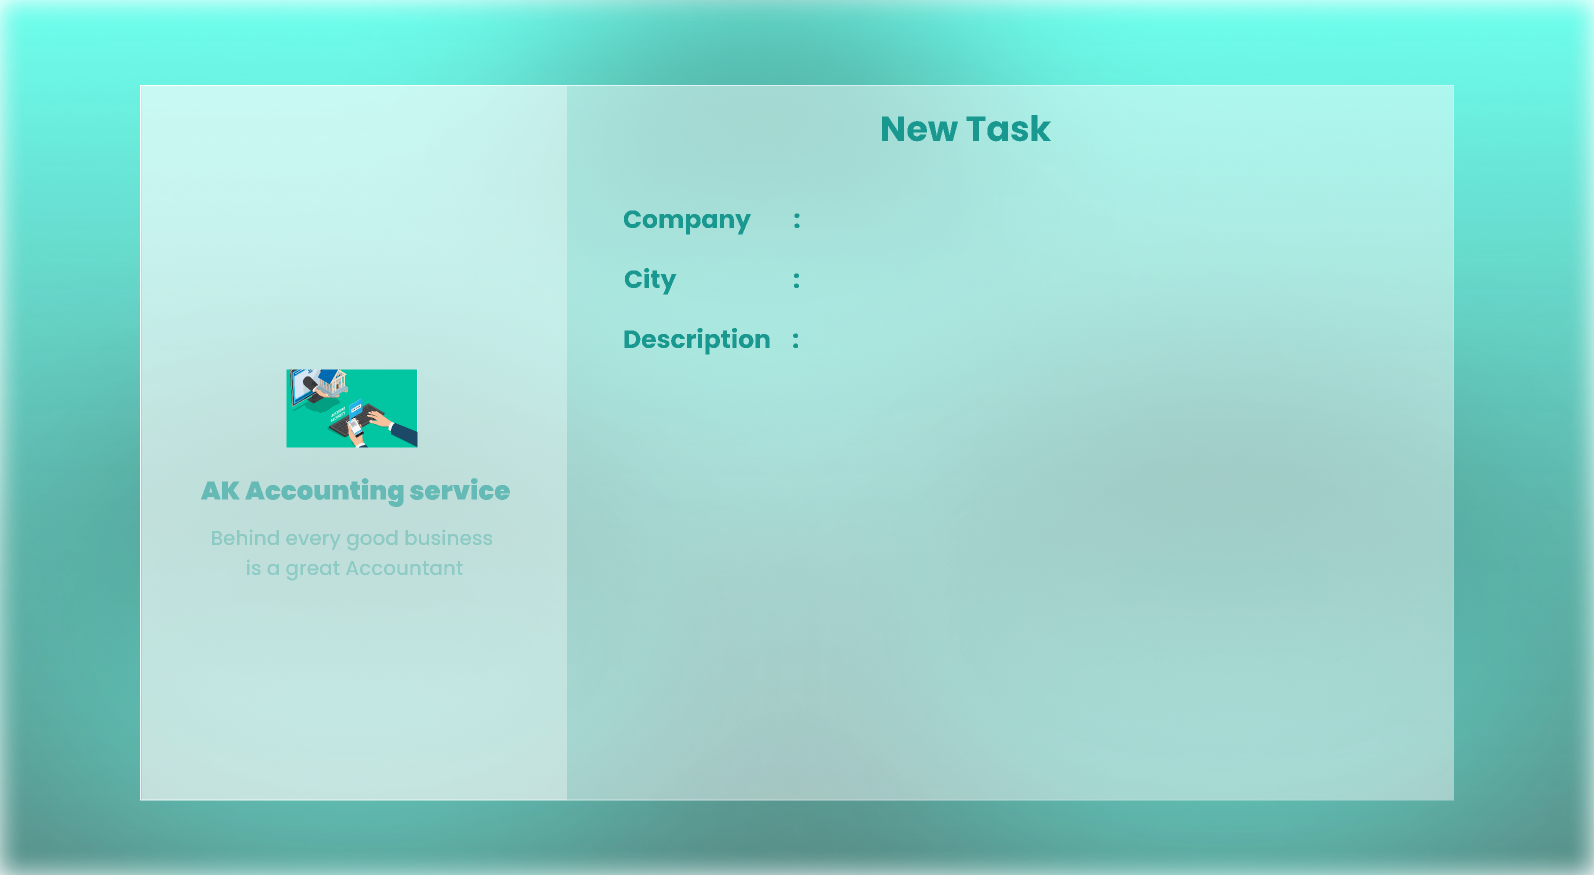 New Task
Company :
City :
Description :
AK Accounting service
Behind every good business
is a great Accountant